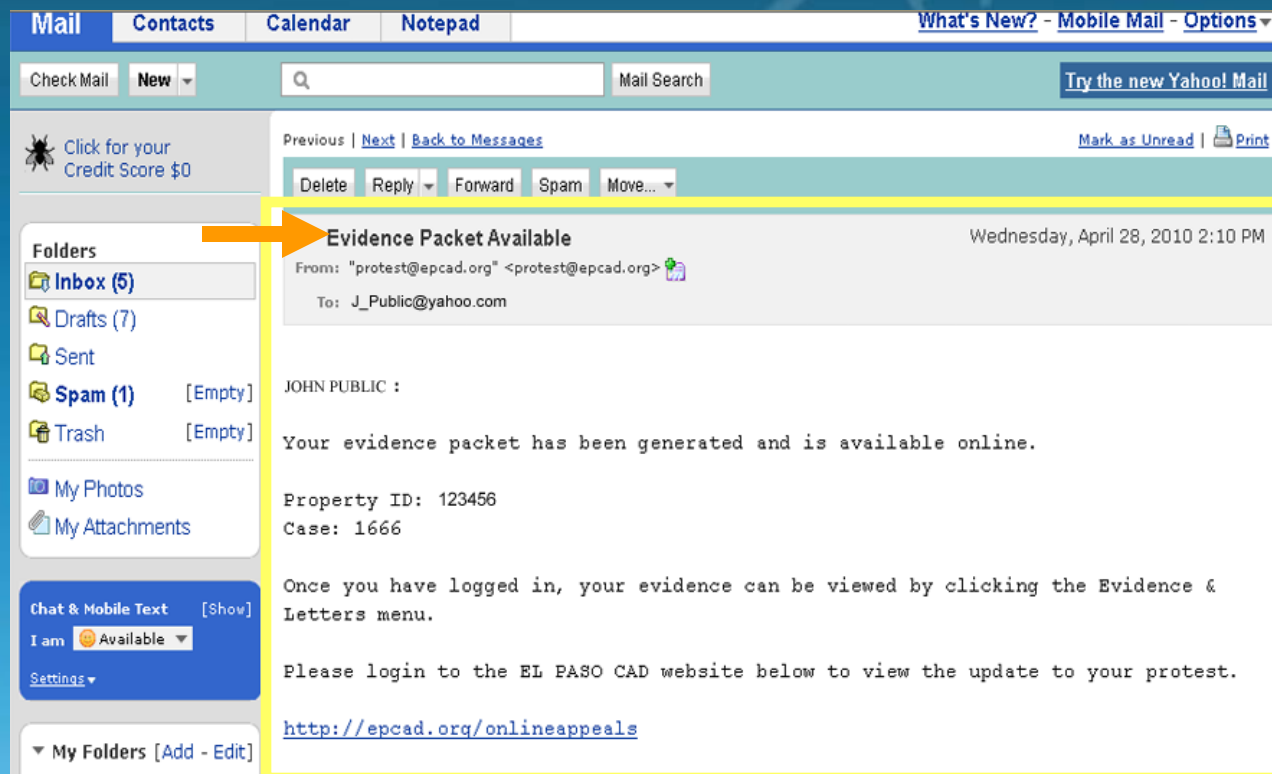 Mail Contacts Calendar Notepad What's New? - Mobile Mail - Options
Check Mail New Mail Search Try the new Yahoo! Mail
Click for your
Credit Score $0
Previous | Next | Back to Messages Mark as Unread | Print
Delete Reply Forward Spam Move...
Folders
Inbox (5)
Drafts (7)
Sent
Spam (1) [Empty]
Trash [Empty]
My Photos
My Attachments
Chat & Mobile Text [Show]
I am Available
Settings
My Folders [Add - Edit]
Evidence Packet Available Wednesday, April 28, 2010 2:10 PM
From: "protest@epcad.org" <protest@epcad.org>
To: J_Public@yahoo.com
JOHN PUBLIC :
Your evidence packet has been generated and is available online.
Property ID: 123456
Case: 1666
Once you have logged in, your evidence can be viewed by clicking the Evidence &
Letters menu.
Please login to the EL PASO CAD website below to view the update to your protest.
http://epcad.org/onlineappeals